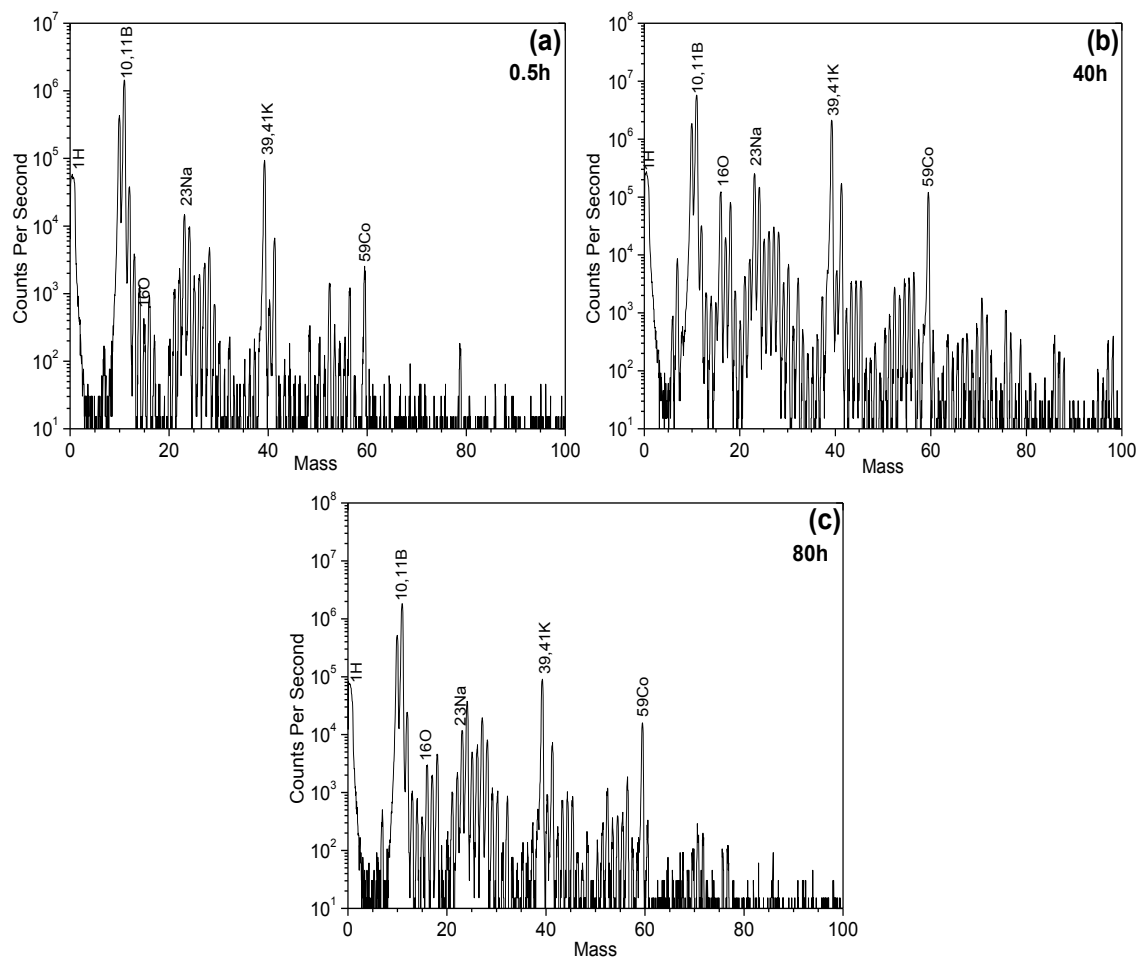 (a)
0.5h
10^7
10^6
10^5
10^4
10^3
10^2
10^1
Counts Per Second
1H
10,11B
16O
23Na
39,41K
59Co
0 20 40 60 80 100
Mass
(b)
40h
10^8
10^7
10^6
10^5
10^4
10^3
10^2
10^1
Counts Per Second
1H
10,11B
16O
23Na
39,41K
59Co
0 20 40 60 80 100
Mass
(c)
80h
10^8
10^7
10^6
10^5
10^4
10^3
10^2
10^1
Counts Per Second
1H
10,11B
16O
23Na
39,41K
59Co
0 20 40 60 80 100
Mass